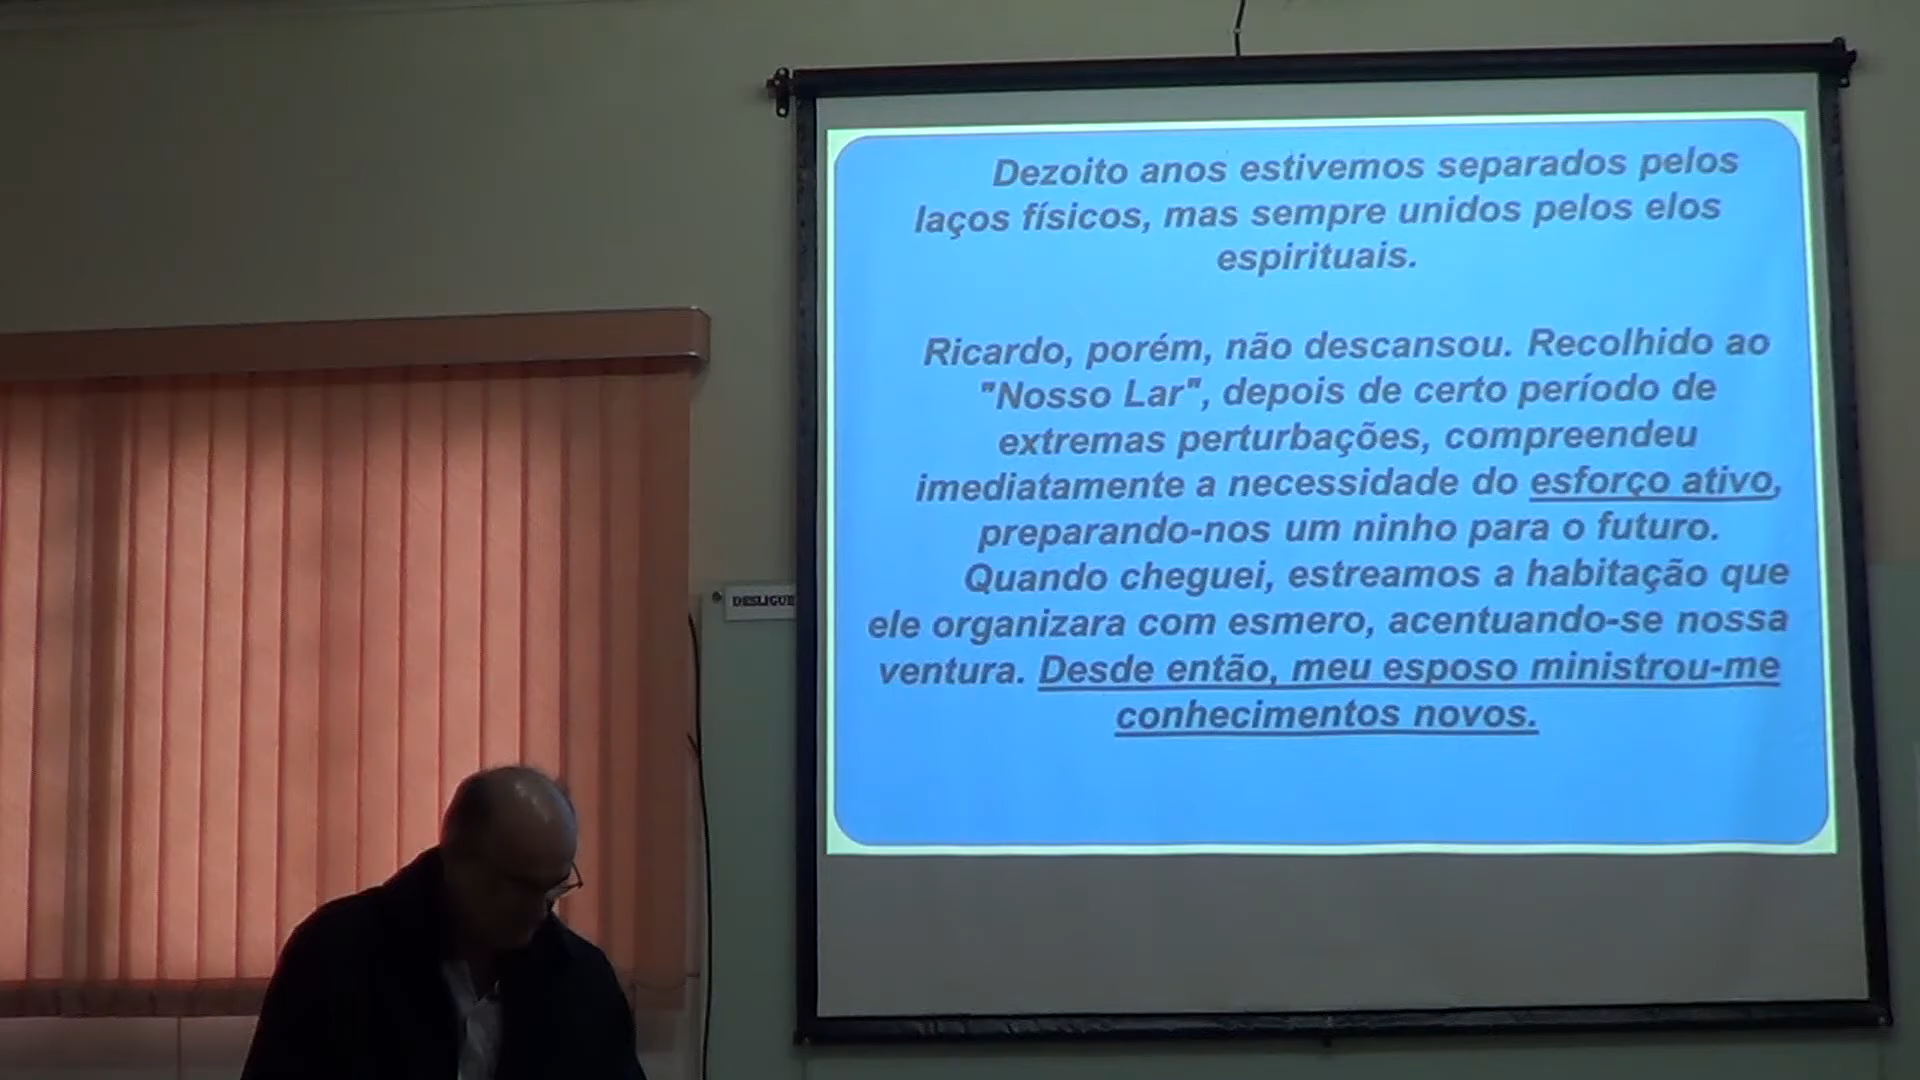 Dezoito anos estivemos separados pelos
laços físicos, mas sempre unidos pelos elos
espirituais.
Ricardo, porém, não descansou. Recolhido ao
"Nosso Lar", depois de certo período de
extremas perturbações, compreendeu
imediatamente a necessidade do esforço ativo,
preparando-nos um ninho para o futuro.
Quando cheguei, estreamos a habitação que
ele organizara com esmero, acentuando-se nossa
ventura. Desde então, meu esposo ministrou-me
conhecimentos novos.
DESLIGUE